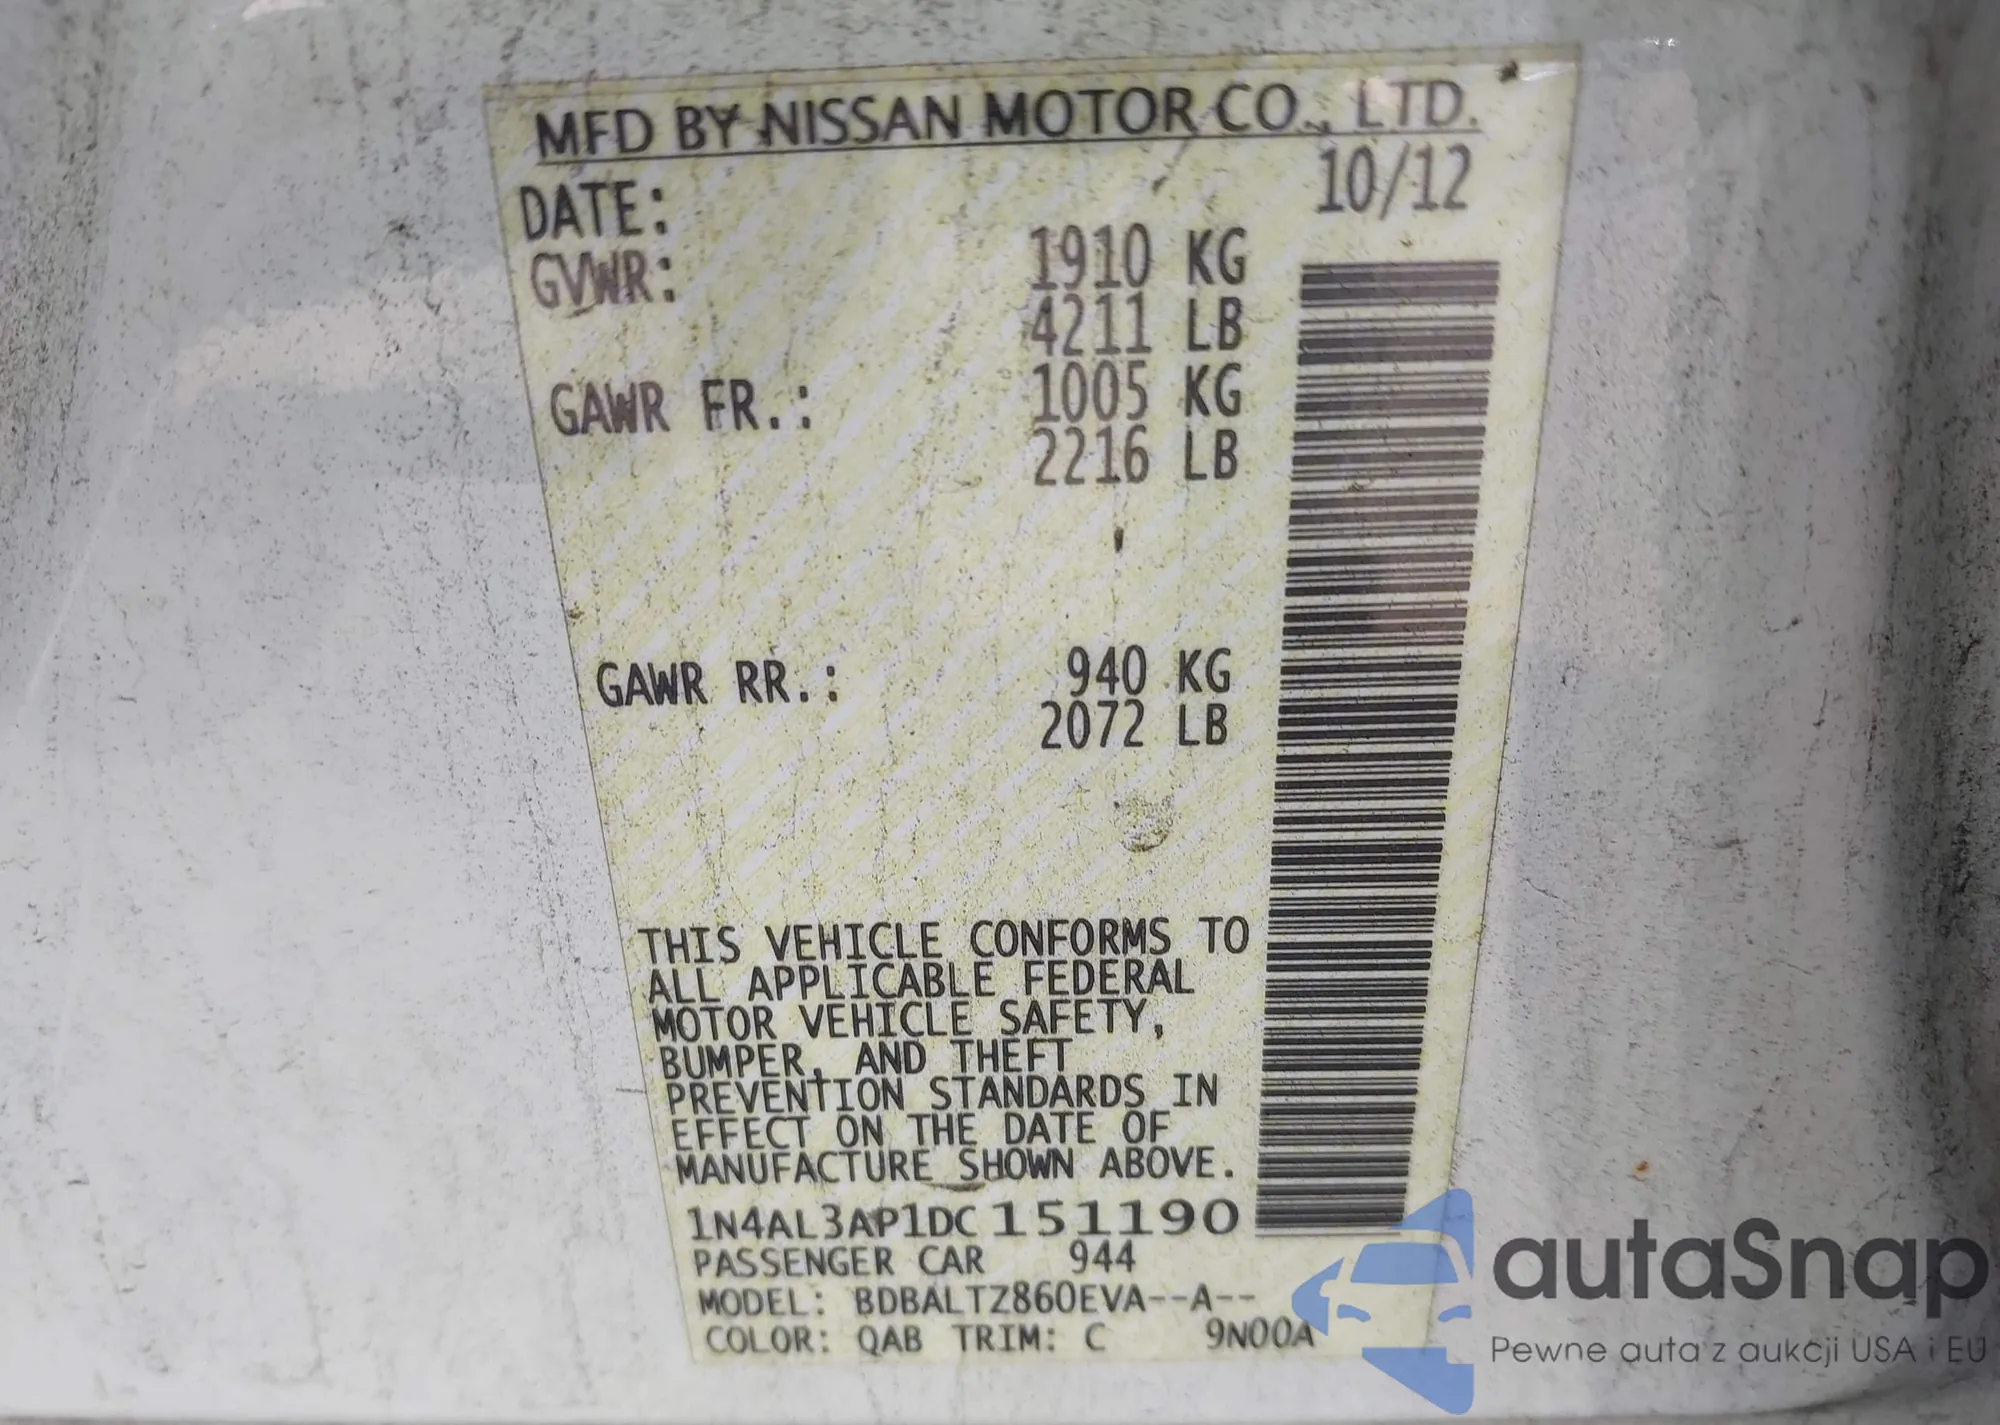 MFD BY NISSAN MOTOR CO., LTD.
DATE: 10/12
GVWR: 1910 KG
4211 LB
GAWR FR.: 1005 KG
2216 LB
GAWR RR.: 940 KG
2072 LB
THIS VEHICLE CONFORMS TO
ALL APPLICABLE FEDERAL
MOTOR VEHICLE SAFETY,
BUMPER, AND THEFT
PREVENTION STANDARDS IN
EFFECT ON THE DATE OF
MANUFACTURE SHOWN ABOVE.
1N4AL3AP1DC151190
PASSENGER CAR 944
MODEL: BDBALTZ860EVA--A--
COLOR: QAB TRIM: C 9N00A
autaSnap
Pewne auta z aukcji USA i EU